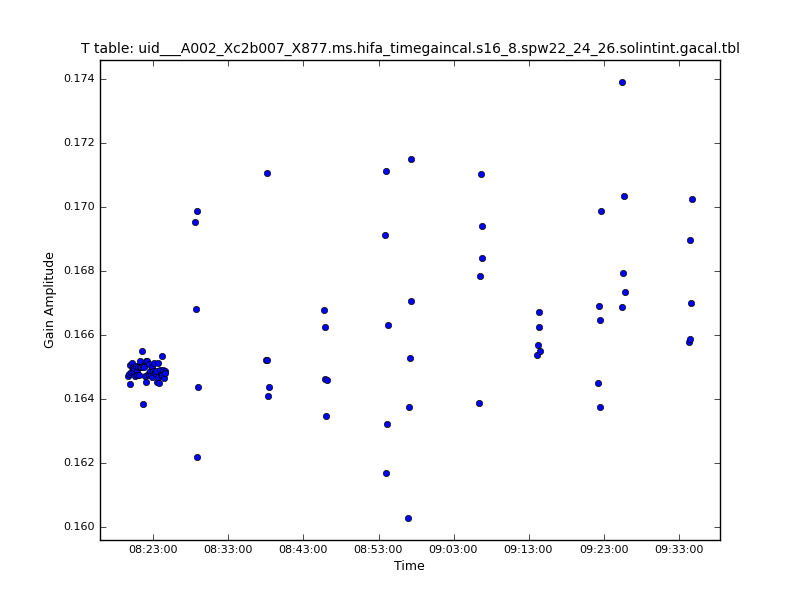 T table: uid___A002_Xc2b007_X877.ms.hifa_timegaincal.s16_8.spw22_24_26.solintint.gacal.tbl
0.174
0.172
0.170
0.168
0.166
0.164
0.162
0.160
Gain Amplitude
08:23:00 08:33:00 08:43:00 08:53:00 09:03:00 09:13:00 09:23:00 09:33:00
Time